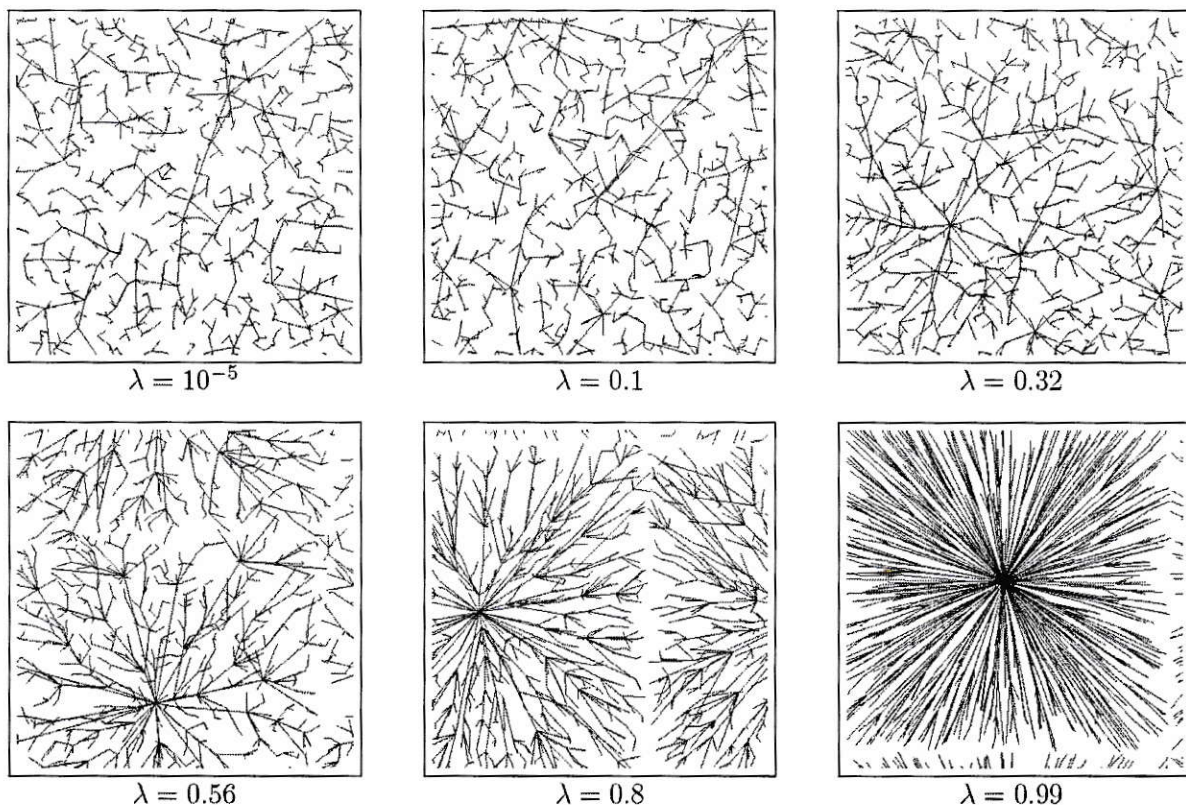 λ = 10⁻⁵
λ = 0.1
λ = 0.32
λ = 0.56
λ = 0.8
λ = 0.99